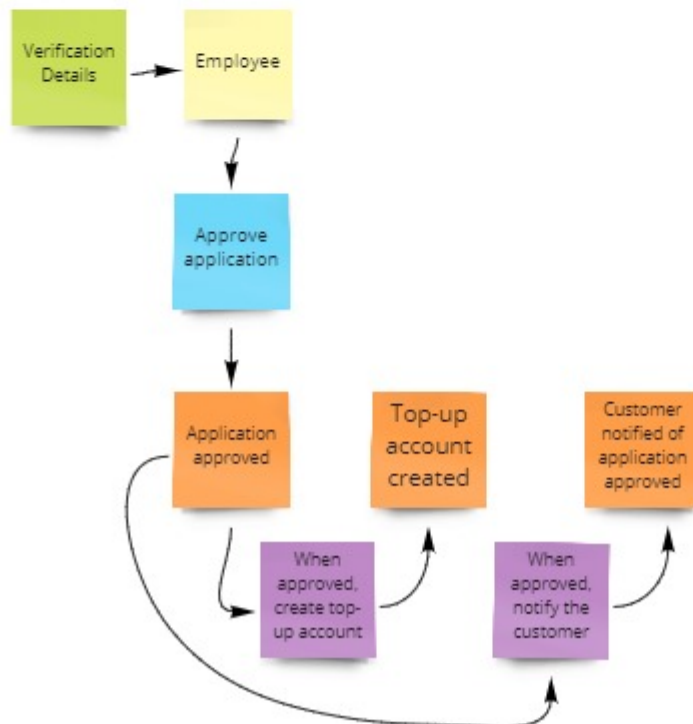 Verification
Details
Employee
Approve
application
Application
approved
Top-up
account
created
Customer
notified of
application
approved
When
approved,
create top-
up account
When
approved,
notify the
customer